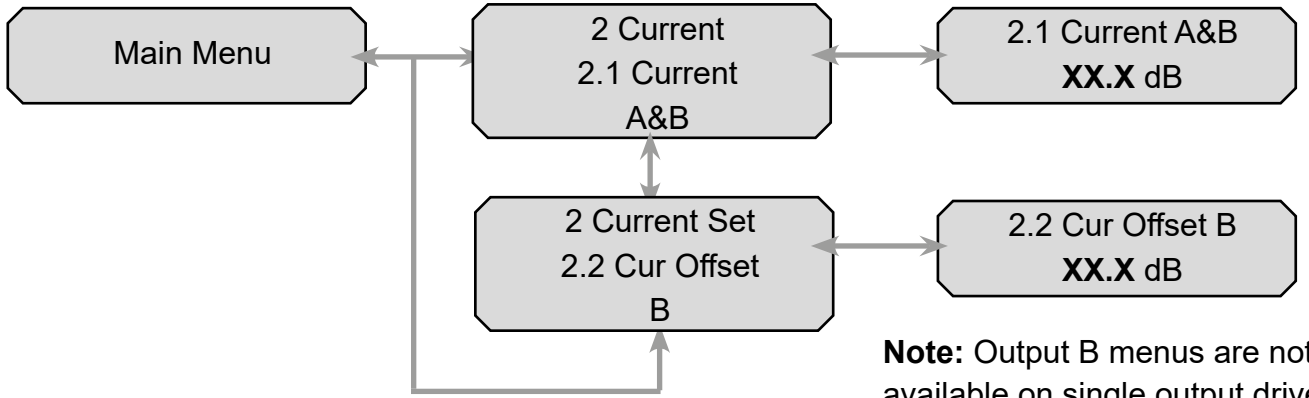 Main Menu
2 Current
2.1 Current
A&B
2.1 Current A&B
XX.X dB
2 Current Set
2.2 Cur Offset
B
2.2 Cur Offset B
XX.X dB
Note: Output B menus are not
available on single output